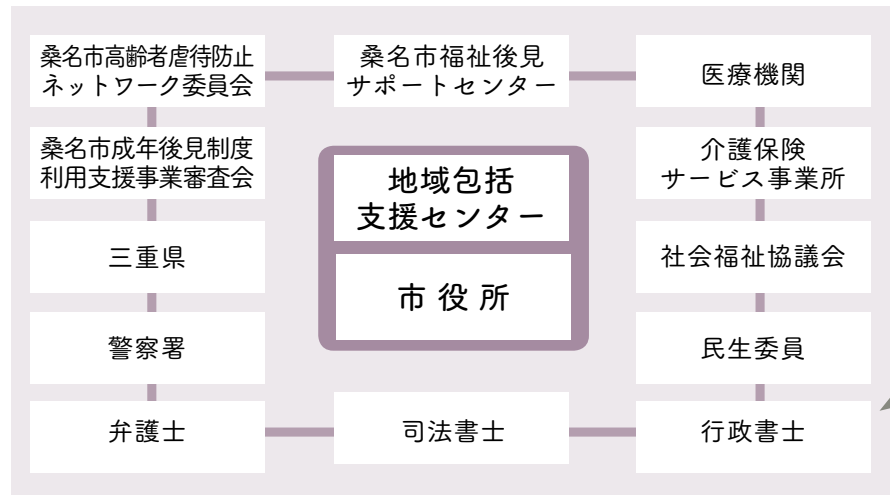 桑名市高齢者虐待防止
ネットワーク委員会
桑名市福祉後見
サポートセンター
医療機関
桑名市成年後見制度
利用支援事業審査会
地域包括
支援センター
介護保険
サービス事業所
三重県
社会福祉協議会
市役所
警察署
民生委員
弁護士
司法書士
行政書士